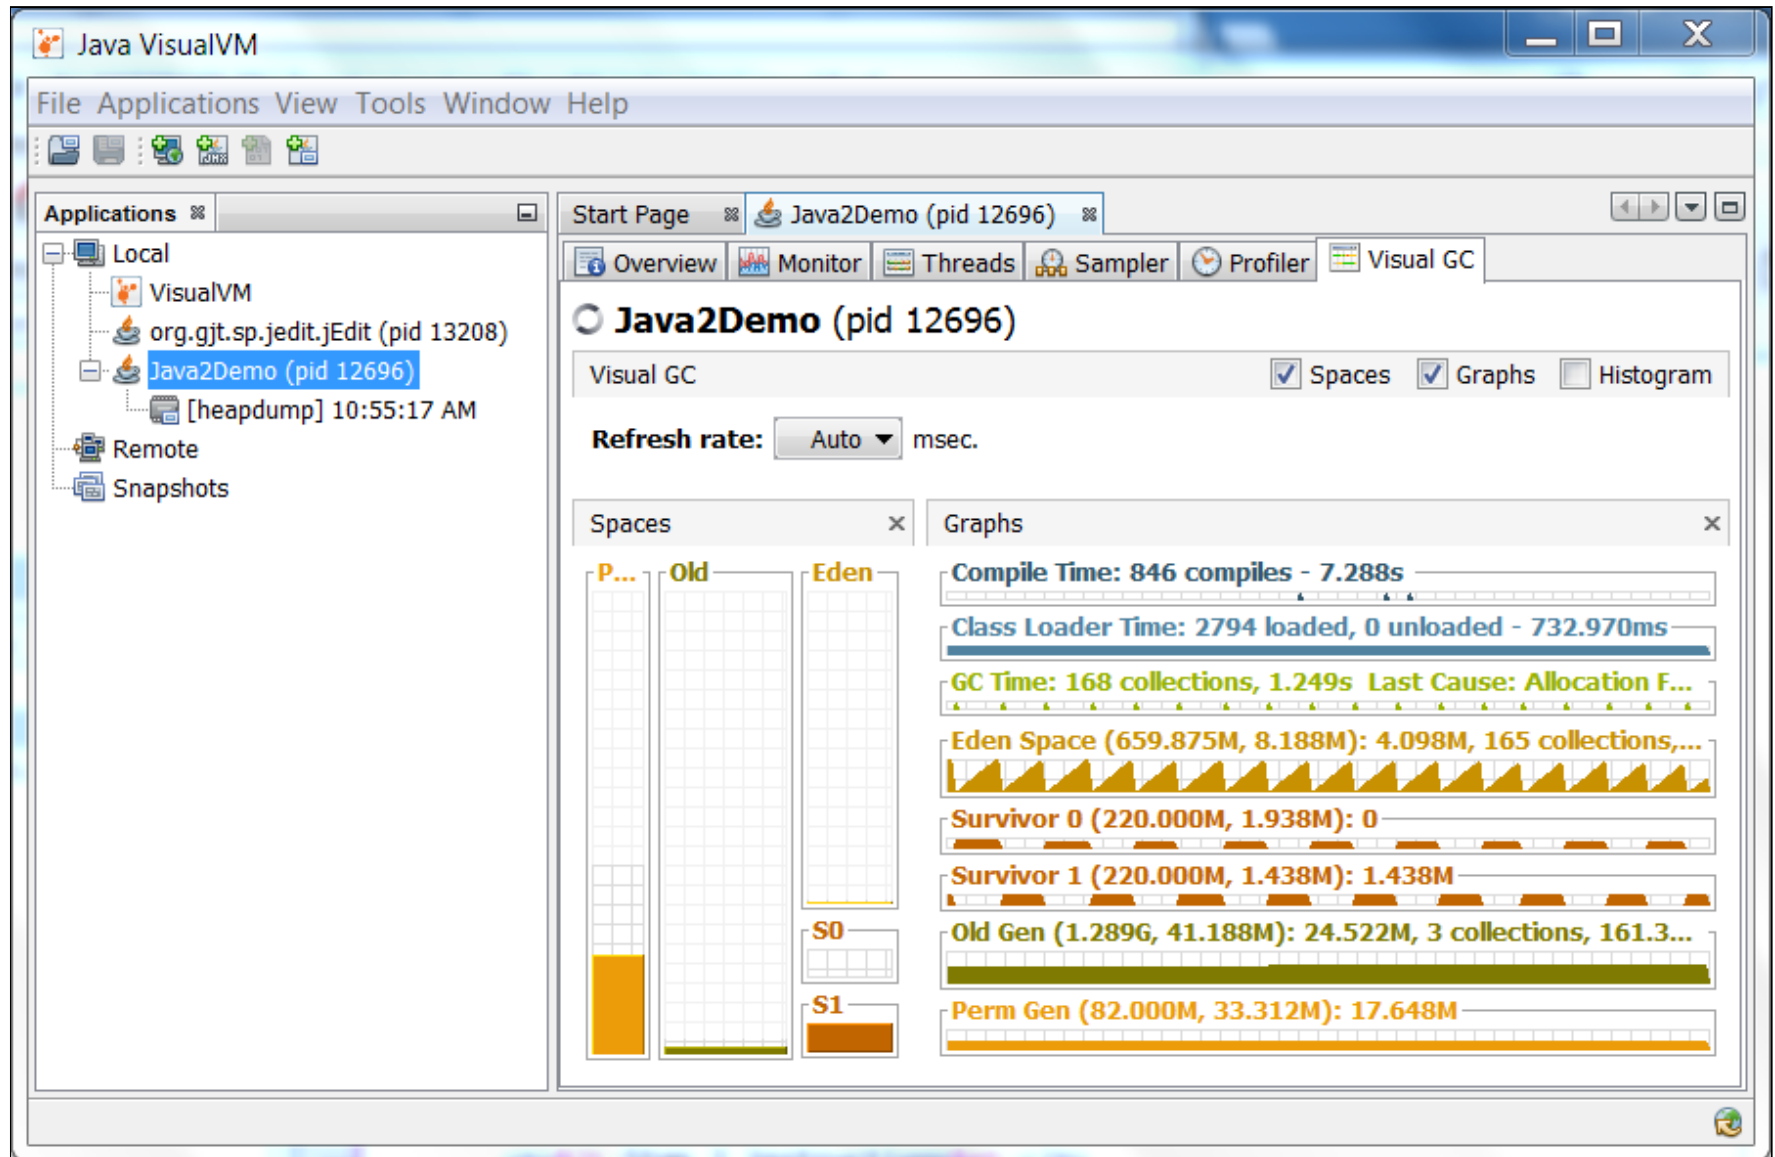 Java VisualVM
File Applications View Tools Window Help
Applications
Local
VisualVM
org.gjt.sp.jedit.jEdit (pid 13208)
Java2Demo (pid 12696)
[heapdump] 10:55:17 AM
Remote
Snapshots
Start Page Java2Demo (pid 12696)
Overview Monitor Threads Sampler Profiler Visual GC
Java2Demo (pid 12696)
Visual GC Spaces Graphs Histogram
Refresh rate: Auto msec.
Spaces
P... Old Eden
S0
S1
Graphs
Compile Time: 846 compiles - 7.288s
Class Loader Time: 2794 loaded, 0 unloaded - 732.970ms
GC Time: 168 collections, 1.249s Last Cause: Allocation F...
Eden Space (659.875M, 8.188M): 4.098M, 165 collections,...
Survivor 0 (220.000M, 1.938M): 0
Survivor 1 (220.000M, 1.438M): 1.438M
Old Gen (1.289G, 41.188M): 24.522M, 3 collections, 161.3...
Perm Gen (82.000M, 33.312M): 17.648M